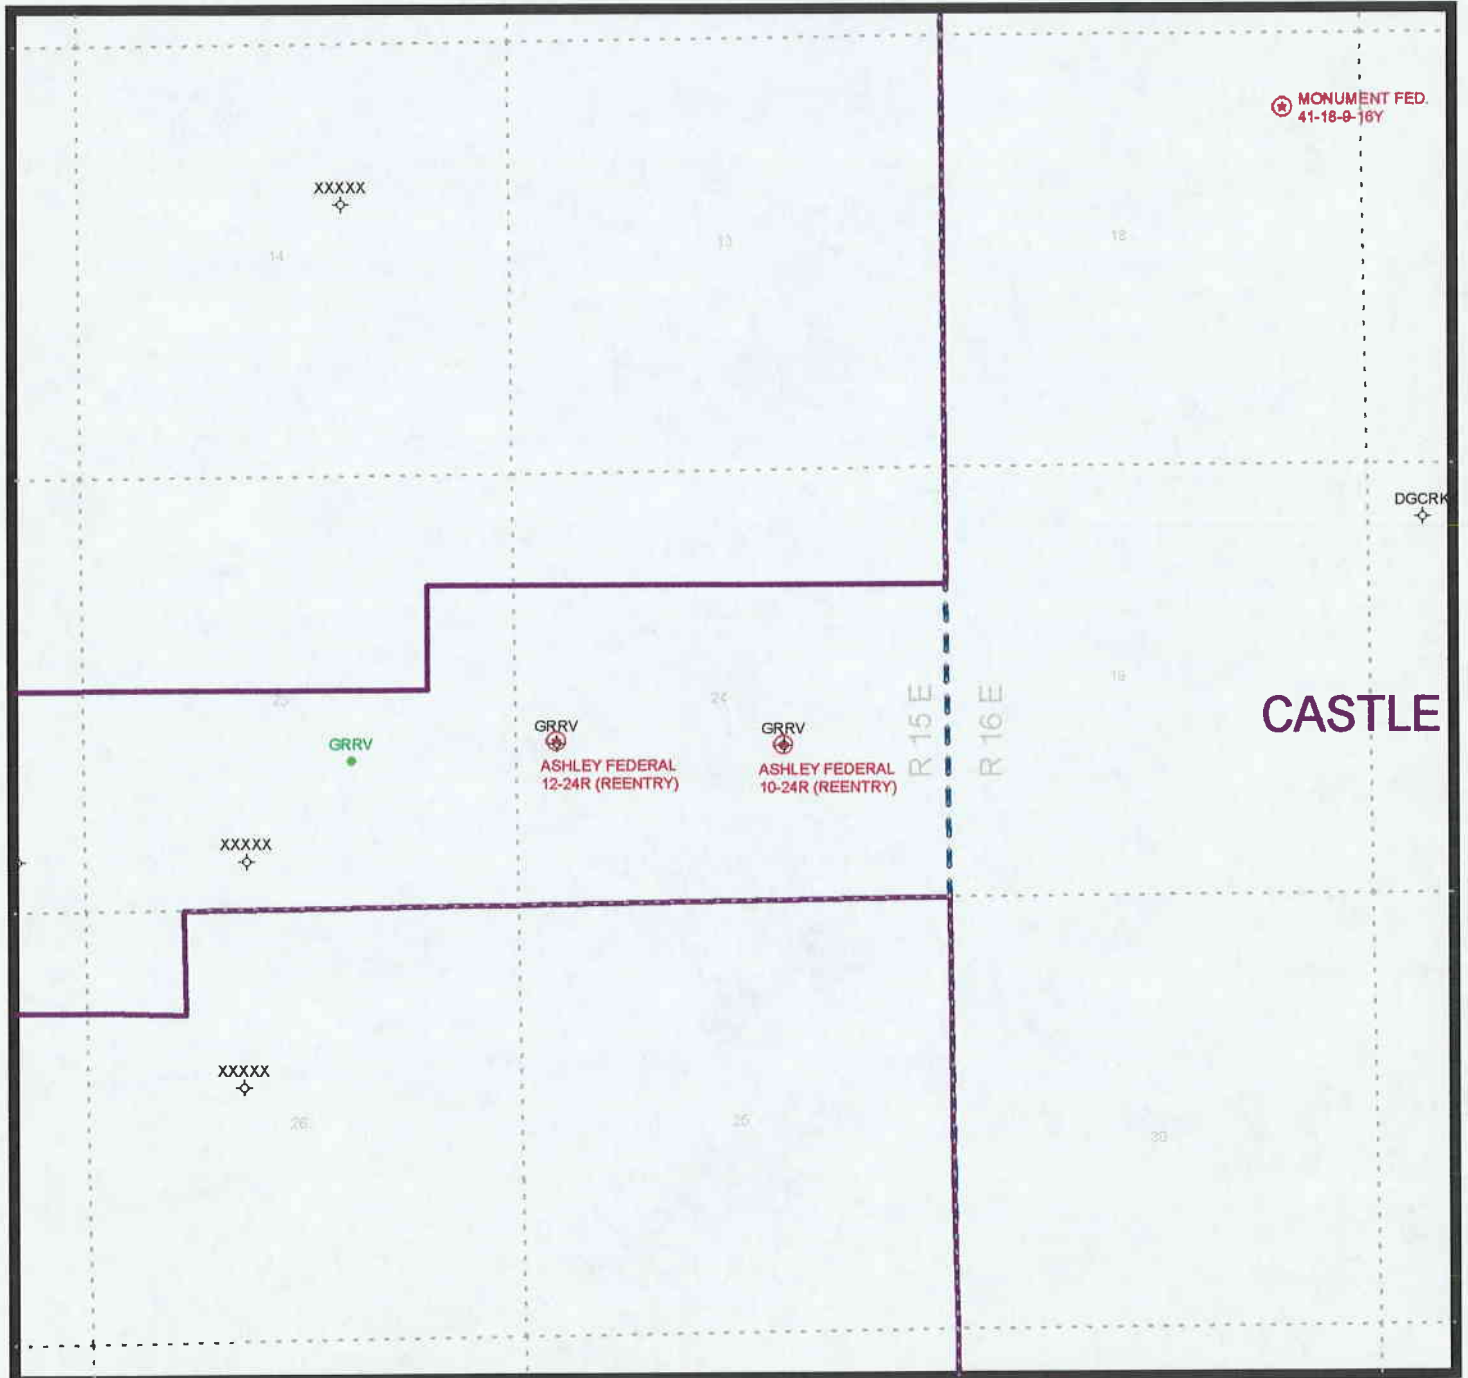 MONUMENT FED.
41-18-9-16Y
XXXXX
14
13
18
DGCRK
23
24
19
R 15 E
R 16 E
CASTLE
GRRV
GRRV
ASHLEY FEDERAL
12-24R (REENTRY)
GRRV
ASHLEY FEDERAL
10-24R (REENTRY)
XXXXX
XXXXX
26
25
30